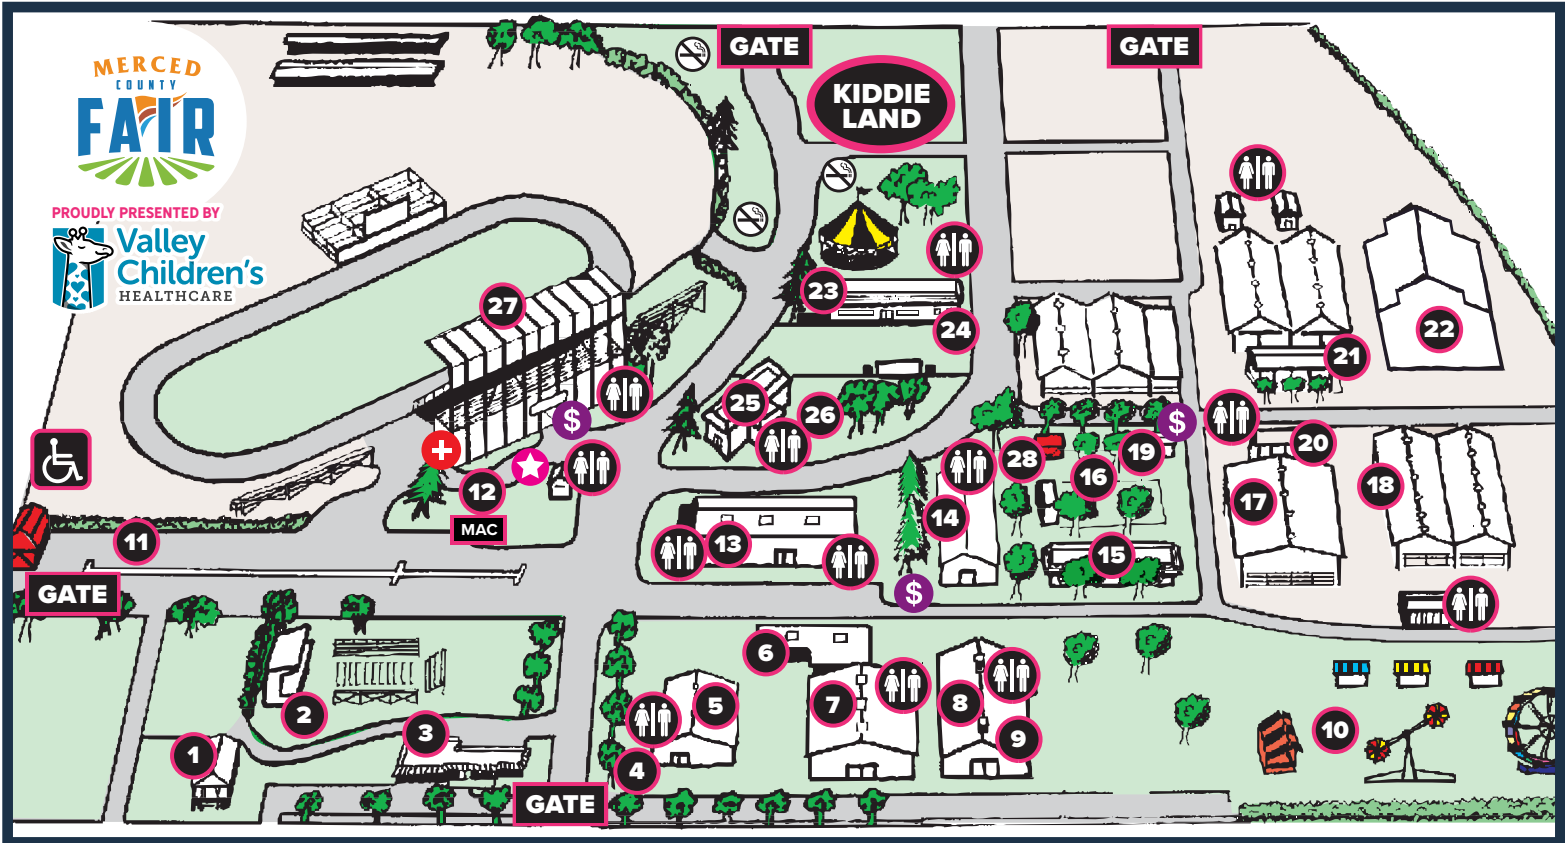 MERCED
COUNTY
FAIR
PROUDLY PRESENTED BY
Valley
Children's
HEALTHCARE
GATE
GATE
KIDDIE
LAND
27
23
24
22
21
25
26
$
$
28
19
20
16
12
MAC
14
17
18
11
13
15
GATE
$
6
2
5
7
8
3
9
10
1
4
GATE